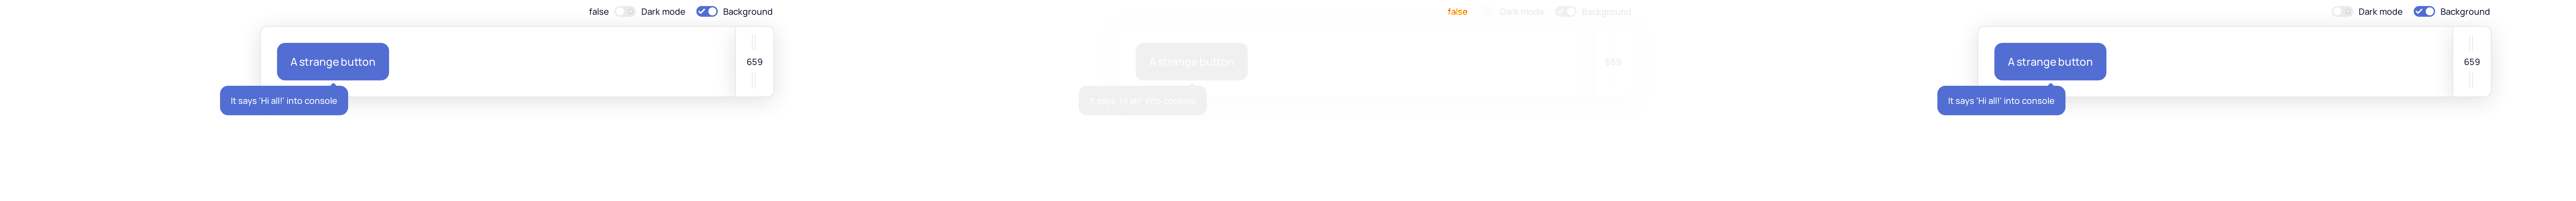 false Dark mode Background
A strange button
659
It says 'Hi all!' into console
false Dark mode Background
A strange button
659
It says 'Hi all!' into console
Dark mode Background
A strange button
659
It says 'Hi all!' into console